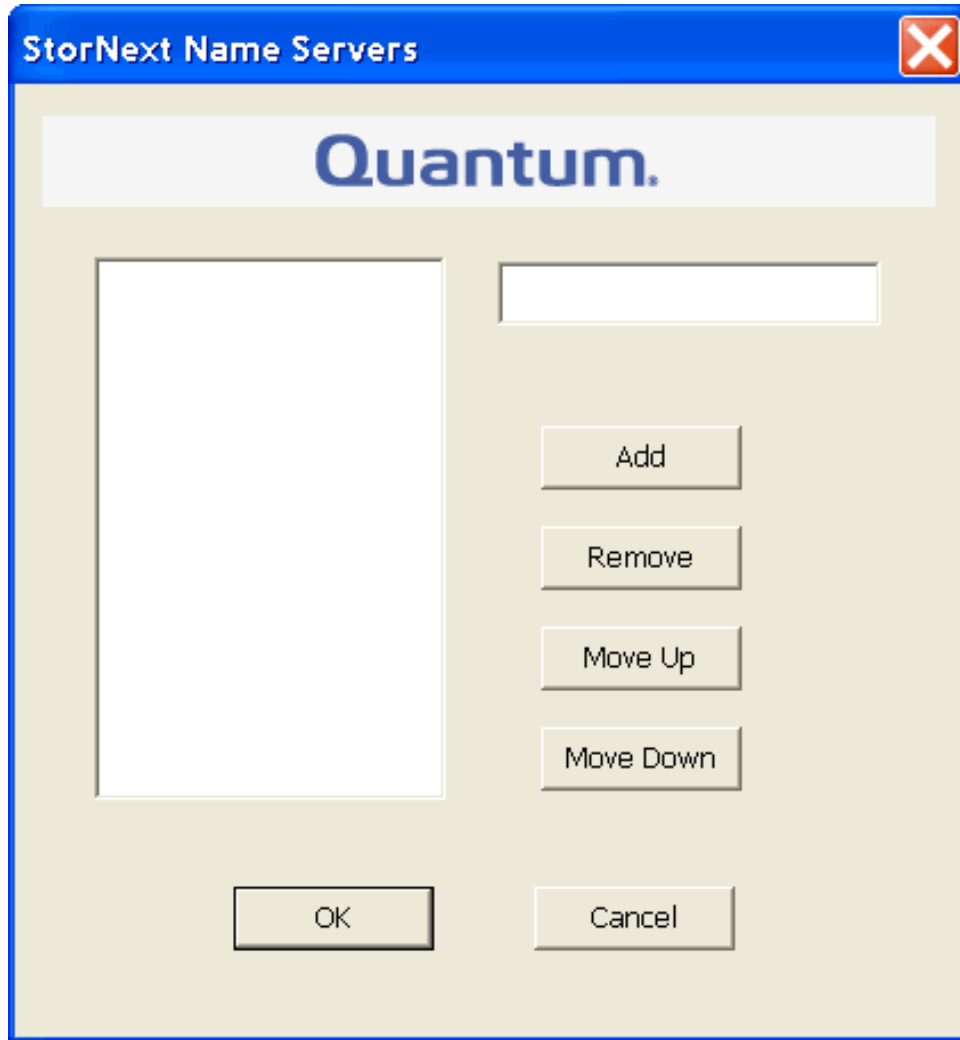 StorNext Name Servers
Quantum®
Add
Remove
Move Up
Move Down
OK
Cancel